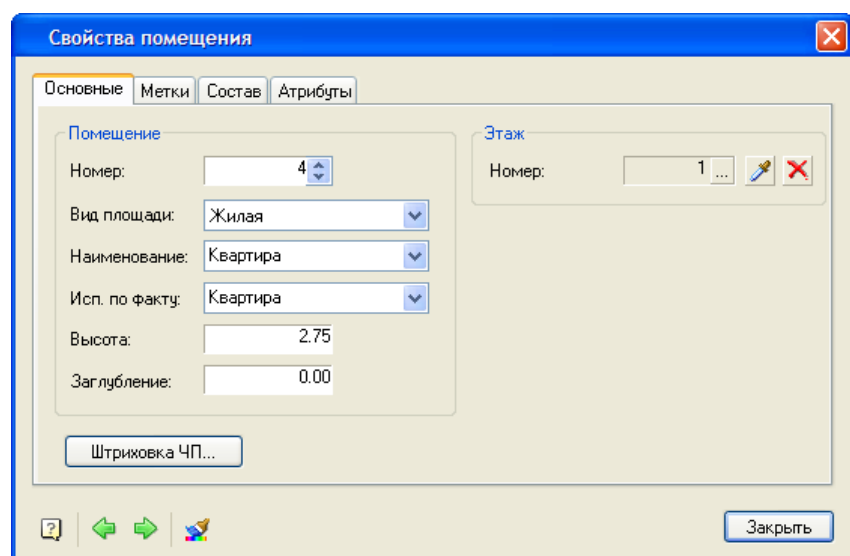 Свойства помещения
Основные Метки Состав Атрибуты
Помещение
Номер: 4
Вид площади: Жилая
Наименование: Квартира
Исп. по факту: Квартира
Высота: 2.75
Заглубление: 0.00
Штриховка ЧП...
Этаж
Номер: 1 ...
?
Закрыть